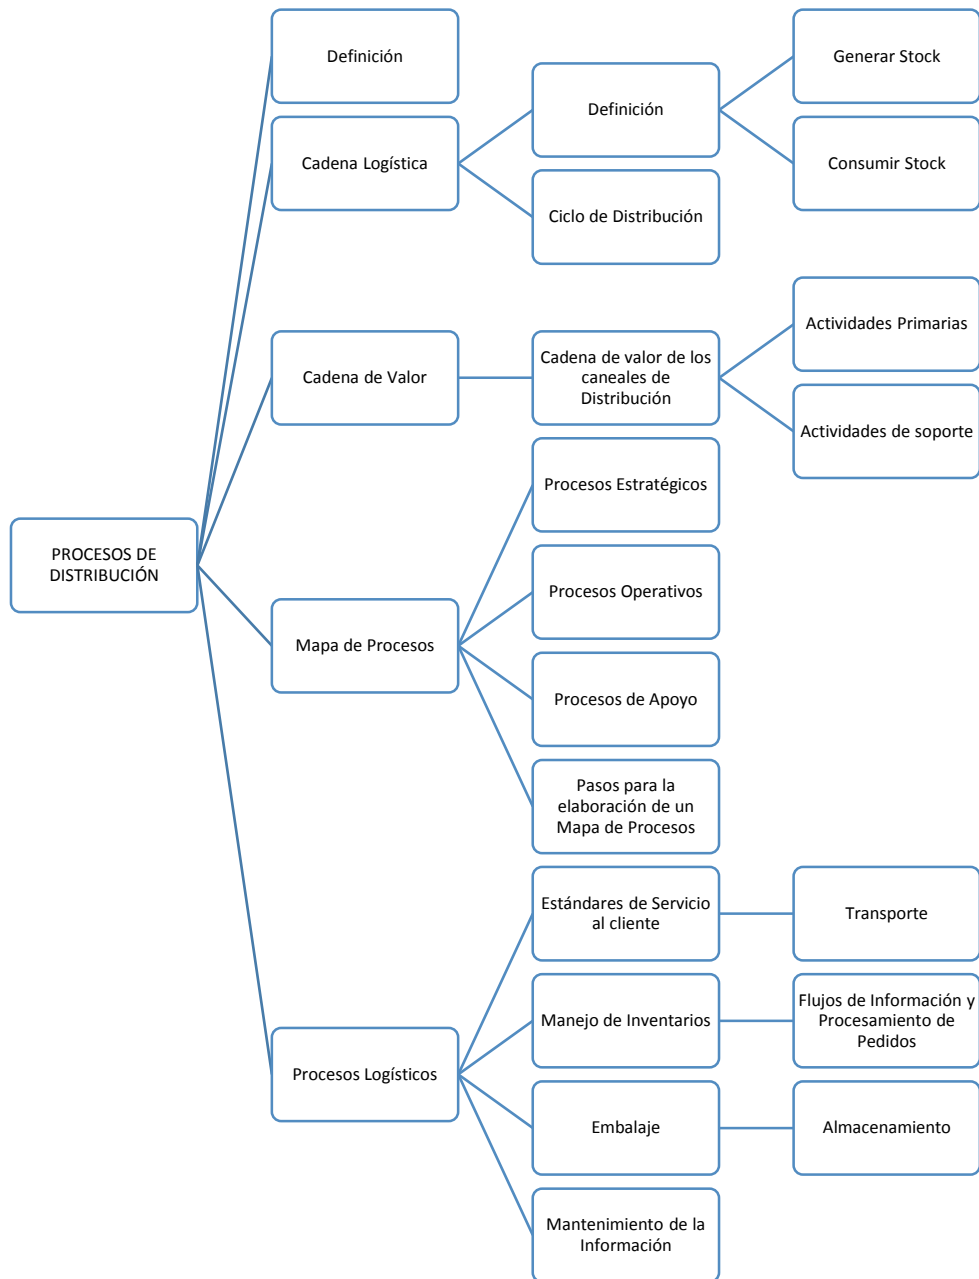 PROCESOS DE
DISTRIBUCIÓN
Definición
Cadena Logística
Definición
Generar Stock
Consumir Stock
Ciclo de Distribución
Cadena de Valor
Cadena de valor de los
caneales de
Distribución
Actividades Primarias
Actividades de soporte
Mapa de Procesos
Procesos Estratégicos
Procesos Operativos
Procesos de Apoyo
Pasos para la
elaboración de un
Mapa de Procesos
Procesos Logísticos
Estándares de Servicio
al cliente
Transporte
Manejo de Inventarios
Flujos de Información y
Procesamiento de
Pedidos
Embalaje
Almacenamiento
Mantenimiento de la
Información